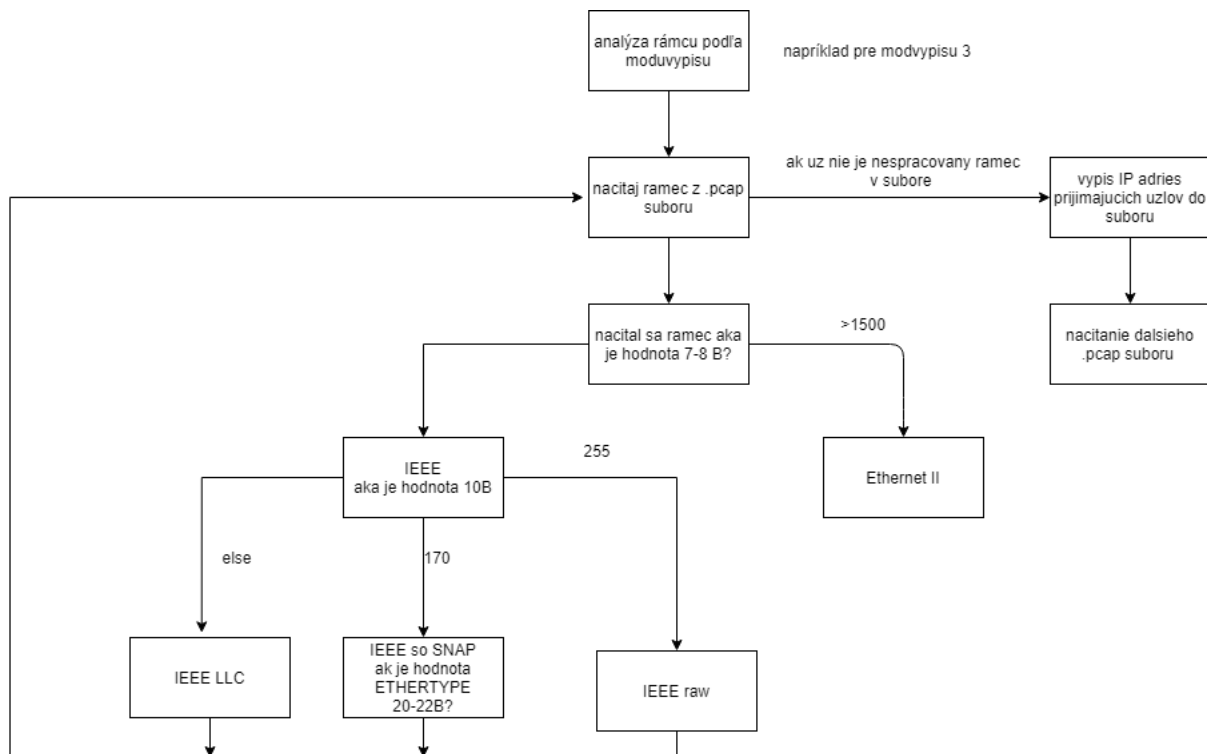 analýza rámcu podľa
moduvypisu
napríklad pre modvypisu 3
nacitaj ramec z .pcap
suboru
ak uz nie je nespracovany ramec
v subore
vypis IP adries
prijimajucich uzlov do
suboru
nacital sa ramec aka
je hodnota 7-8 B?
>1500
nacitanie dalsieho
.pcap suboru
IEEE
aka je hodnota 10B
255
Ethernet II
else
170
IEEE LLC
IEEE so SNAP
ak je hodnota
ETHERTYPE
20-22B?
IEEE raw